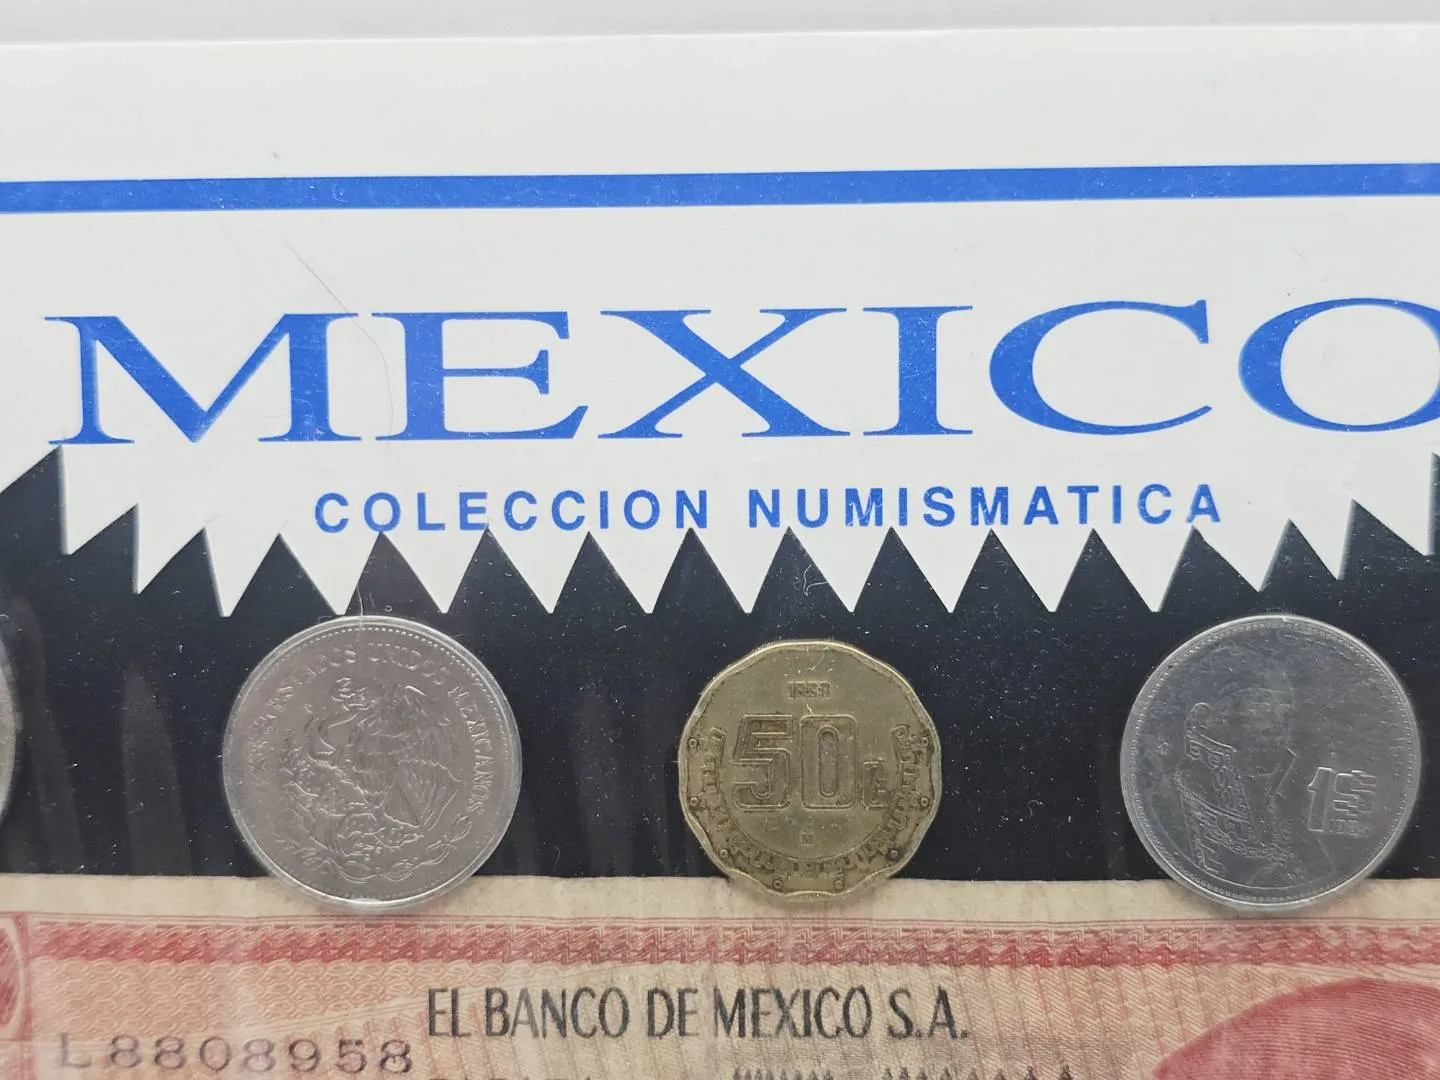 MEXICO
COLECCION NUMISMATICA
ESTADOS UNIDOS MEXICANOS
50
M
1$
EL BANCO DE MEXICO S.A.
L8808958